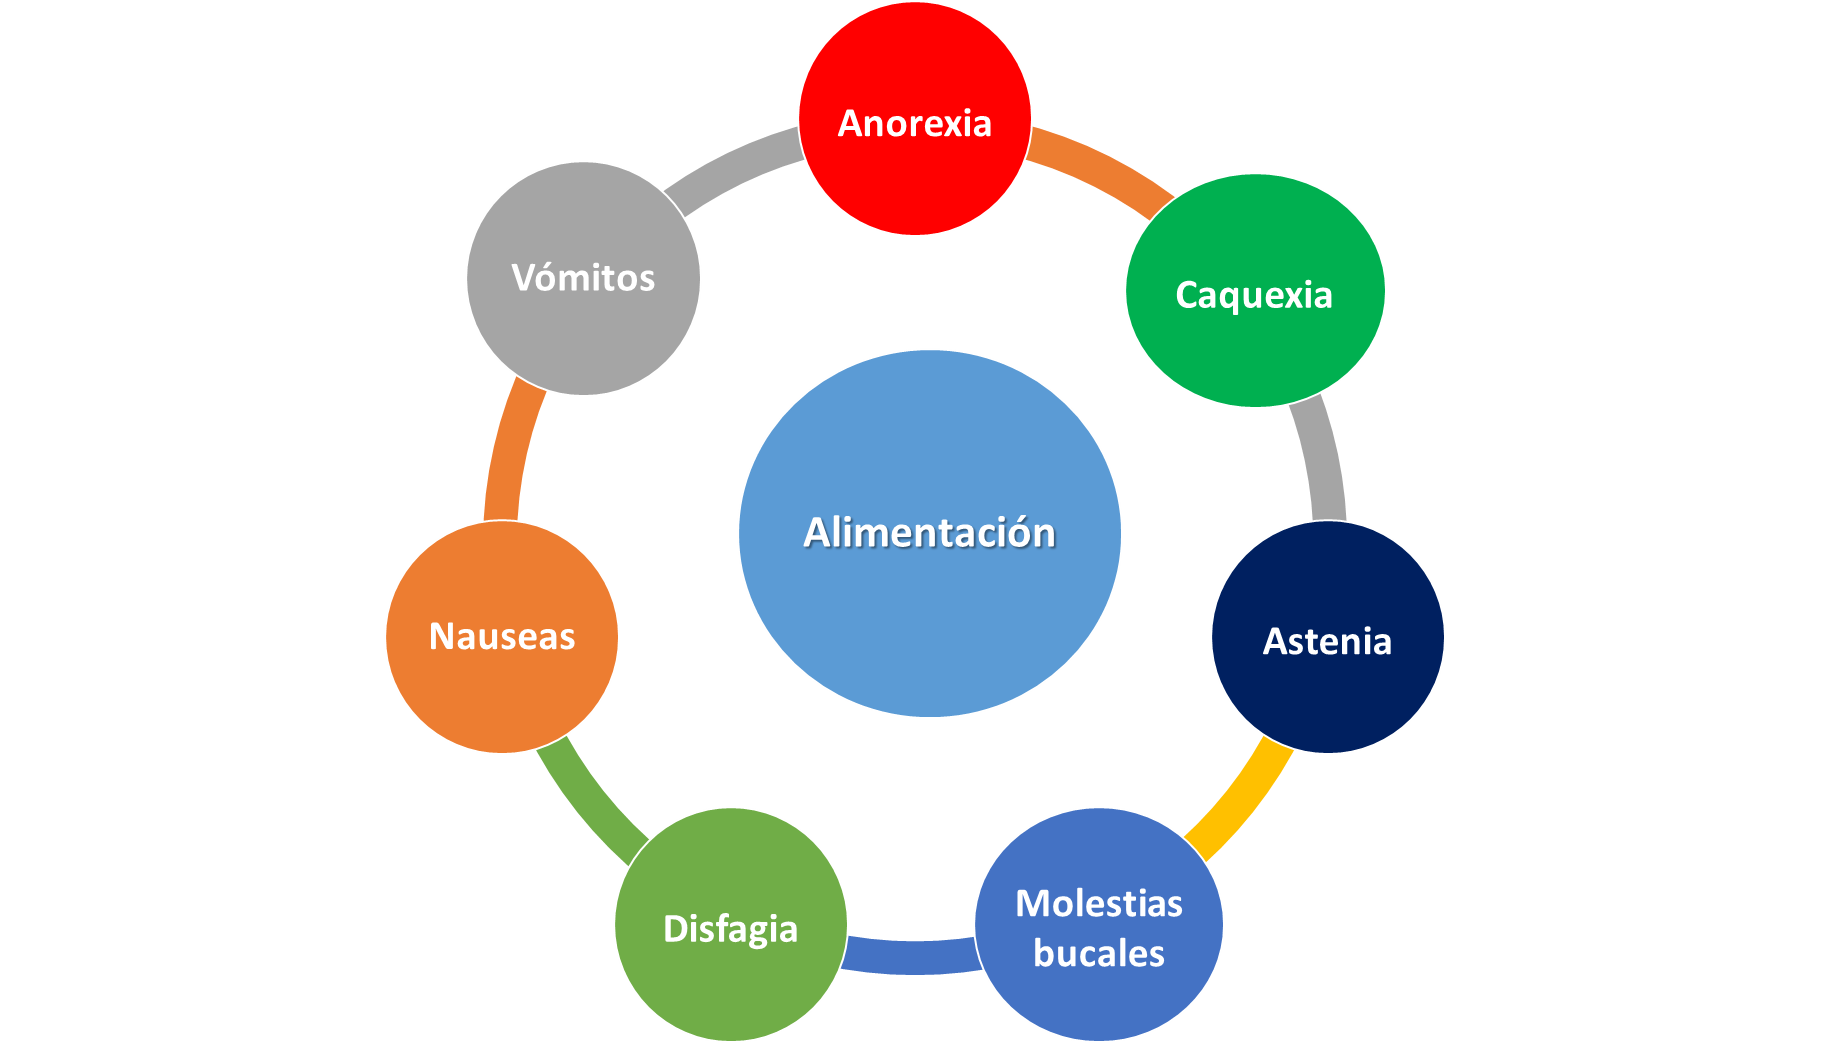 Anorexia
Caquexia
Astenia
Molestias
bucales
Disfagia
Nauseas
Vómitos
Alimentación